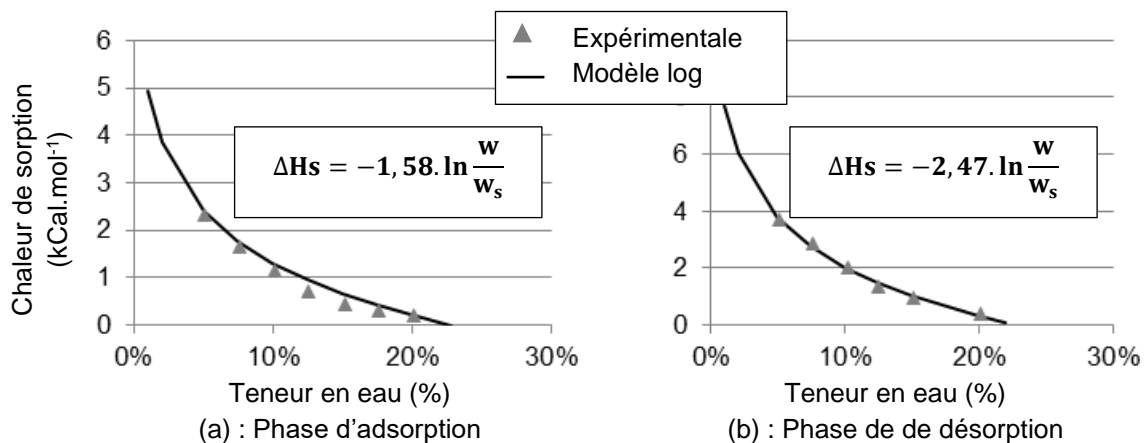 Expérimentale
Modèle log
Chaleur de sorption
(kCal.mol⁻¹)
6
5
4
3
2
1
0
0% 10% 20% 30%
ΔHs = −1,58.ln w/wₛ
Teneur en eau (%)
(a) : Phase d'adsorption
6
4
2
0
0% 10% 20% 30%
ΔHs = −2,47.ln w/wₛ
Teneur en eau (%)
(b) : Phase de de désorption